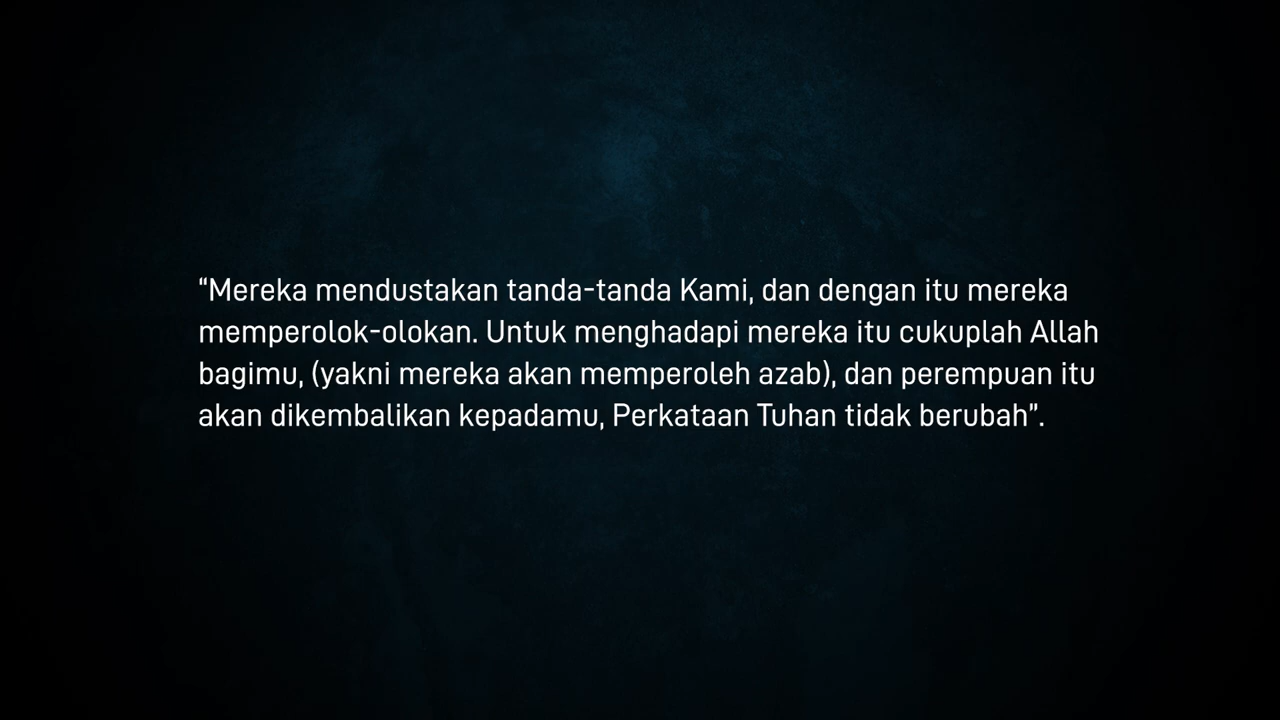 “Mereka mendustakan tanda-tanda Kami, dan dengan itu mereka
memperolok-olokan. Untuk menghadapi mereka itu cukuplah Allah
bagimu, (yakni mereka akan memperoleh azab), dan perempuan itu
akan dikembalikan kepadamu, Perkataan Tuhan tidak berubah”.